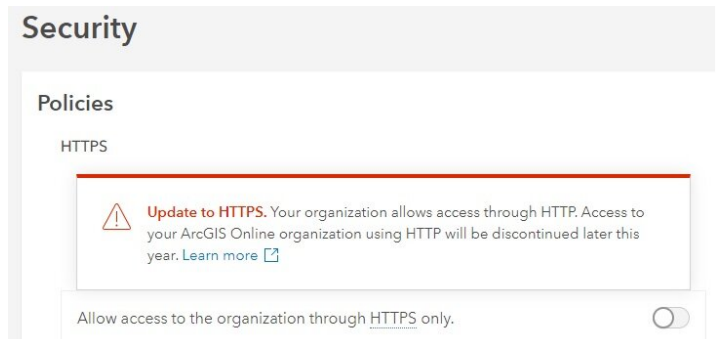 Security
Policies
HTTPS
Update to HTTPS. Your organization allows access through HTTP. Access to
your ArcGIS Online organization using HTTP will be discontinued later this
year. Learn more
Allow access to the organization through HTTPS only.